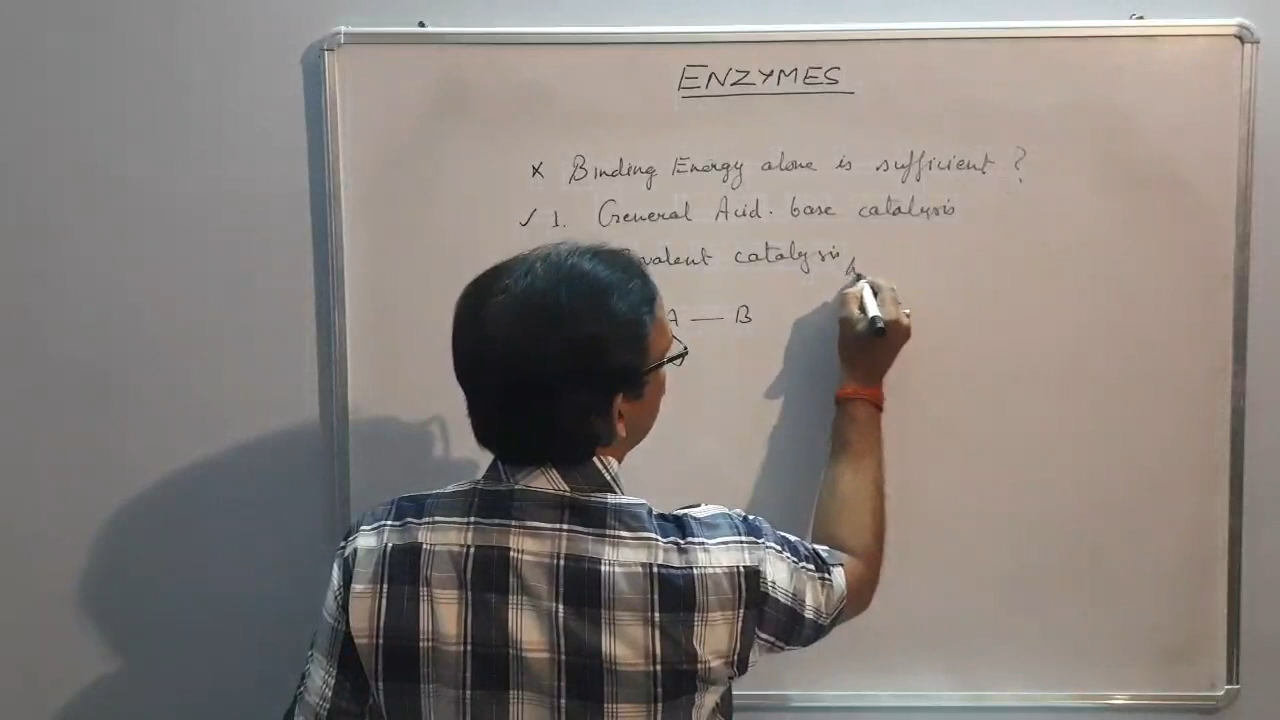 ENZYMES
x Binding Energy alone is sufficient ?
✓ 1. General Acid. base catalysis
valent catalysis
A — B